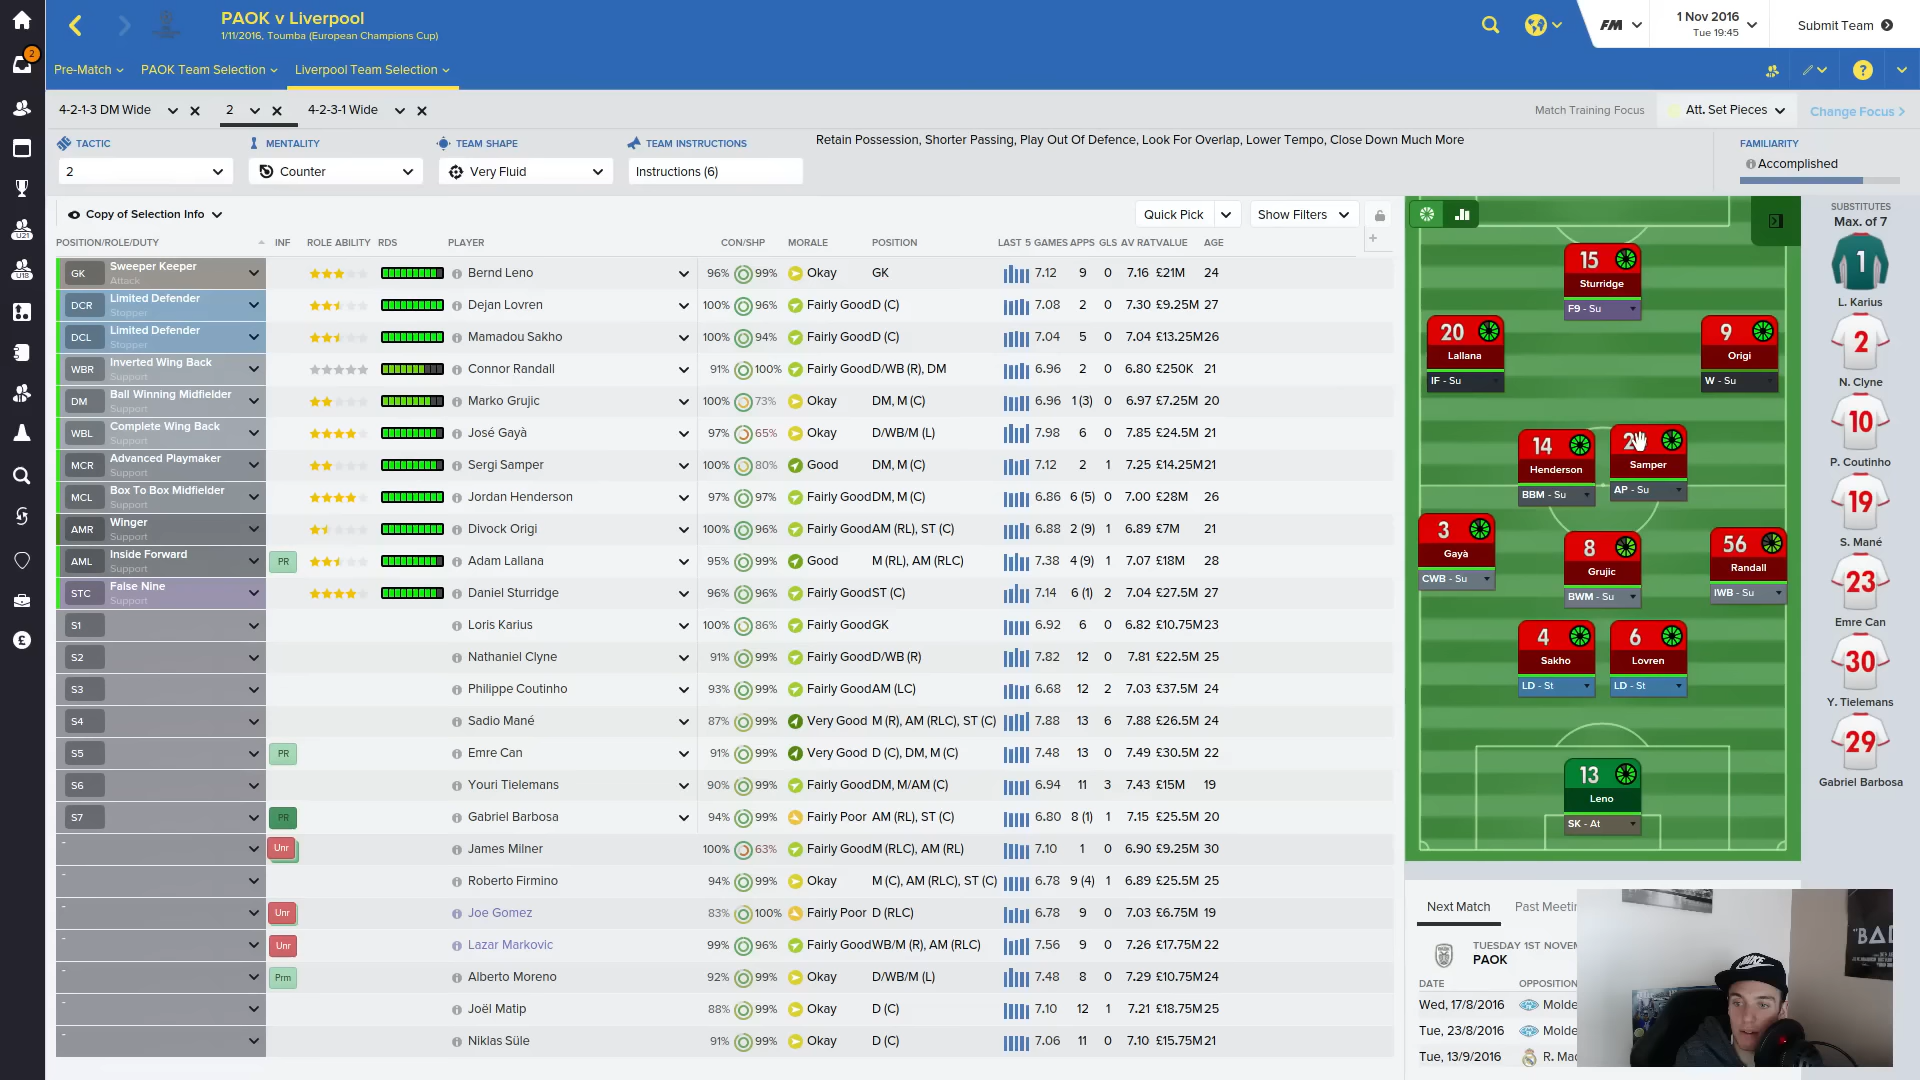 PAOK v Liverpool
1/11/2016, Toumba (European Champions Cup)
FM
1 Nov 2016
Tue 19:45
Submit Team
2
Pre-Match
PAOK Team Selection
Liverpool Team Selection
?
4-2-1-3 DM Wide
2
4-2-3-1 Wide
Match Training Focus
Att. Set Pieces
Change Focus >
TACTIC
MENTALITY
TEAM SHAPE
TEAM INSTRUCTIONS
Retain Possession, Shorter Passing, Play Out Of Defence, Look For Overlap, Lower Tempo, Close Down Much More
FAMILIARITY
Accomplished
2
Counter
Very Fluid
Instructions (6)
Copy of Selection Info
Quick Pick
Show Filters
POSITION/ROLE/DUTY INF ROLE ABILITY RDS PLAYER CON/SHP MORALE POSITION LAST 5 GAMES APPS GLS AV RAT VALUE AGE
GK Sweeper Keeper Attack Bernd Leno 96% 99% Okay GK 7.12 9 0 7.16 £21M 24
DCR Limited Defender Stopper Dejan Lovren 100% 96% Fairly Good D (C) 7.08 2 0 7.30 £9.25M 27
DCL Limited Defender Stopper Mamadou Sakho 100% 94% Fairly Good D (C) 7.04 5 0 7.04 £13.25M 26
WBR Inverted Wing Back Support Connor Randall 91% 100% Fairly Good D/WB (R), DM 6.96 2 0 6.80 £250K 21
DM Ball Winning Midfielder Support Marko Grujic 100% 73% Okay DM, M (C) 6.96 1 (3) 0 6.97 £7.25M 20
WBL Complete Wing Back Support José Gayà 97% 65% Okay D/WB/M (L) 7.98 6 0 7.85 £24.5M 21
MCR Advanced Playmaker Support Sergi Samper 100% 80% Good DM, M (C) 7.12 2 1 7.25 £14.25M 21
MCL Box To Box Midfielder Support Jordan Henderson 97% 97% Fairly Good DM, M (C) 6.86 6 (5) 0 7.00 £28M 26
AMR Winger Support Divock Origi 100% 96% Fairly Good AM (RL), ST (C) 6.88 2 (9) 1 6.89 £7M 21
AML Inside Forward Support PR Adam Lallana 95% 99% Good M (RL), AM (RLC) 7.38 4 (9) 1 7.07 £18M 28
STC False Nine Support Daniel Sturridge 96% 96% Fairly Good ST (C) 7.14 6 (1) 2 7.04 £27.5M 27
S1 Loris Karius 100% 86% Fairly Good GK 6.92 6 0 6.82 £10.75M 23
S2 Nathaniel Clyne 91% 99% Fairly Good D/WB (R) 7.82 12 0 7.81 £22.5M 25
S3 Philippe Coutinho 93% 99% Fairly Good AM (LC) 6.68 12 2 7.03 £37.5M 24
S4 Sadio Mané 87% 99% Very Good M (R), AM (RLC), ST (C) 7.88 13 6 7.88 £26.5M 24
S5 PR Emre Can 91% 99% Very Good D (C), DM, M (C) 7.48 13 0 7.49 £30.5M 22
S6 Youri Tielemans 90% 99% Fairly Good DM, M/AM (C) 6.94 11 3 7.43 £15M 19
S7 PR Gabriel Barbosa 94% 99% Fairly Poor AM (RL), ST (C) 6.80 8 (1) 1 7.15 £25.5M 20
- Unr James Milner 100% 63% Fairly Good M (RLC), AM (RL) 7.10 1 0 6.90 £9.25M 30
- Roberto Firmino 94% 99% Okay M (C), AM (RLC), ST (C) 6.78 9 (4) 1 6.89 £25.5M 25
- Unr Joe Gomez 83% 100% Fairly Poor D (RLC) 6.78 9 0 7.03 £6.75M 19
- Unr Lazar Markovic 99% 96% Fairly Good WB/M (R), AM (RLC) 7.56 9 0 7.26 £17.75M 22
- Prm Alberto Moreno 92% 99% Okay D/WB/M (L) 7.48 8 0 7.29 £10.75M 24
- Joël Matip 88% 99% Okay D (C) 7.10 12 1 7.21 £18.75M 25
- Niklas Süle 91% 99% Okay D (C) 7.06 11 0 7.10 £15.75M 21
15
Sturridge
F9 - Su
20
Lallana
IF - Su
9
Origi
W - Su
14
Henderson
BBM - Su
Samper
AP - Su
3
Gayà
CWB - Su
8
Grujic
BWM - Su
56
Randall
IWB - Su
4
Sakho
LD - St
6
Lovren
LD - St
13
Leno
SK - At
SUBSTITUTES
Max. of 7
1
L. Karius
2
N. Clyne
10
P. Coutinho
19
S. Mané
23
Emre Can
30
Y. Tielemans
29
Gabriel Barbosa
Next Match
Past Meetin
TUESDAY 1ST NOVEM
PAOK
DATE OPPOSITION
Wed, 17/8/2016 Molde
Tue, 23/8/2016 Molde
Tue, 13/9/2016 R. Mad
U21
U18
£
NIKE
"BAD